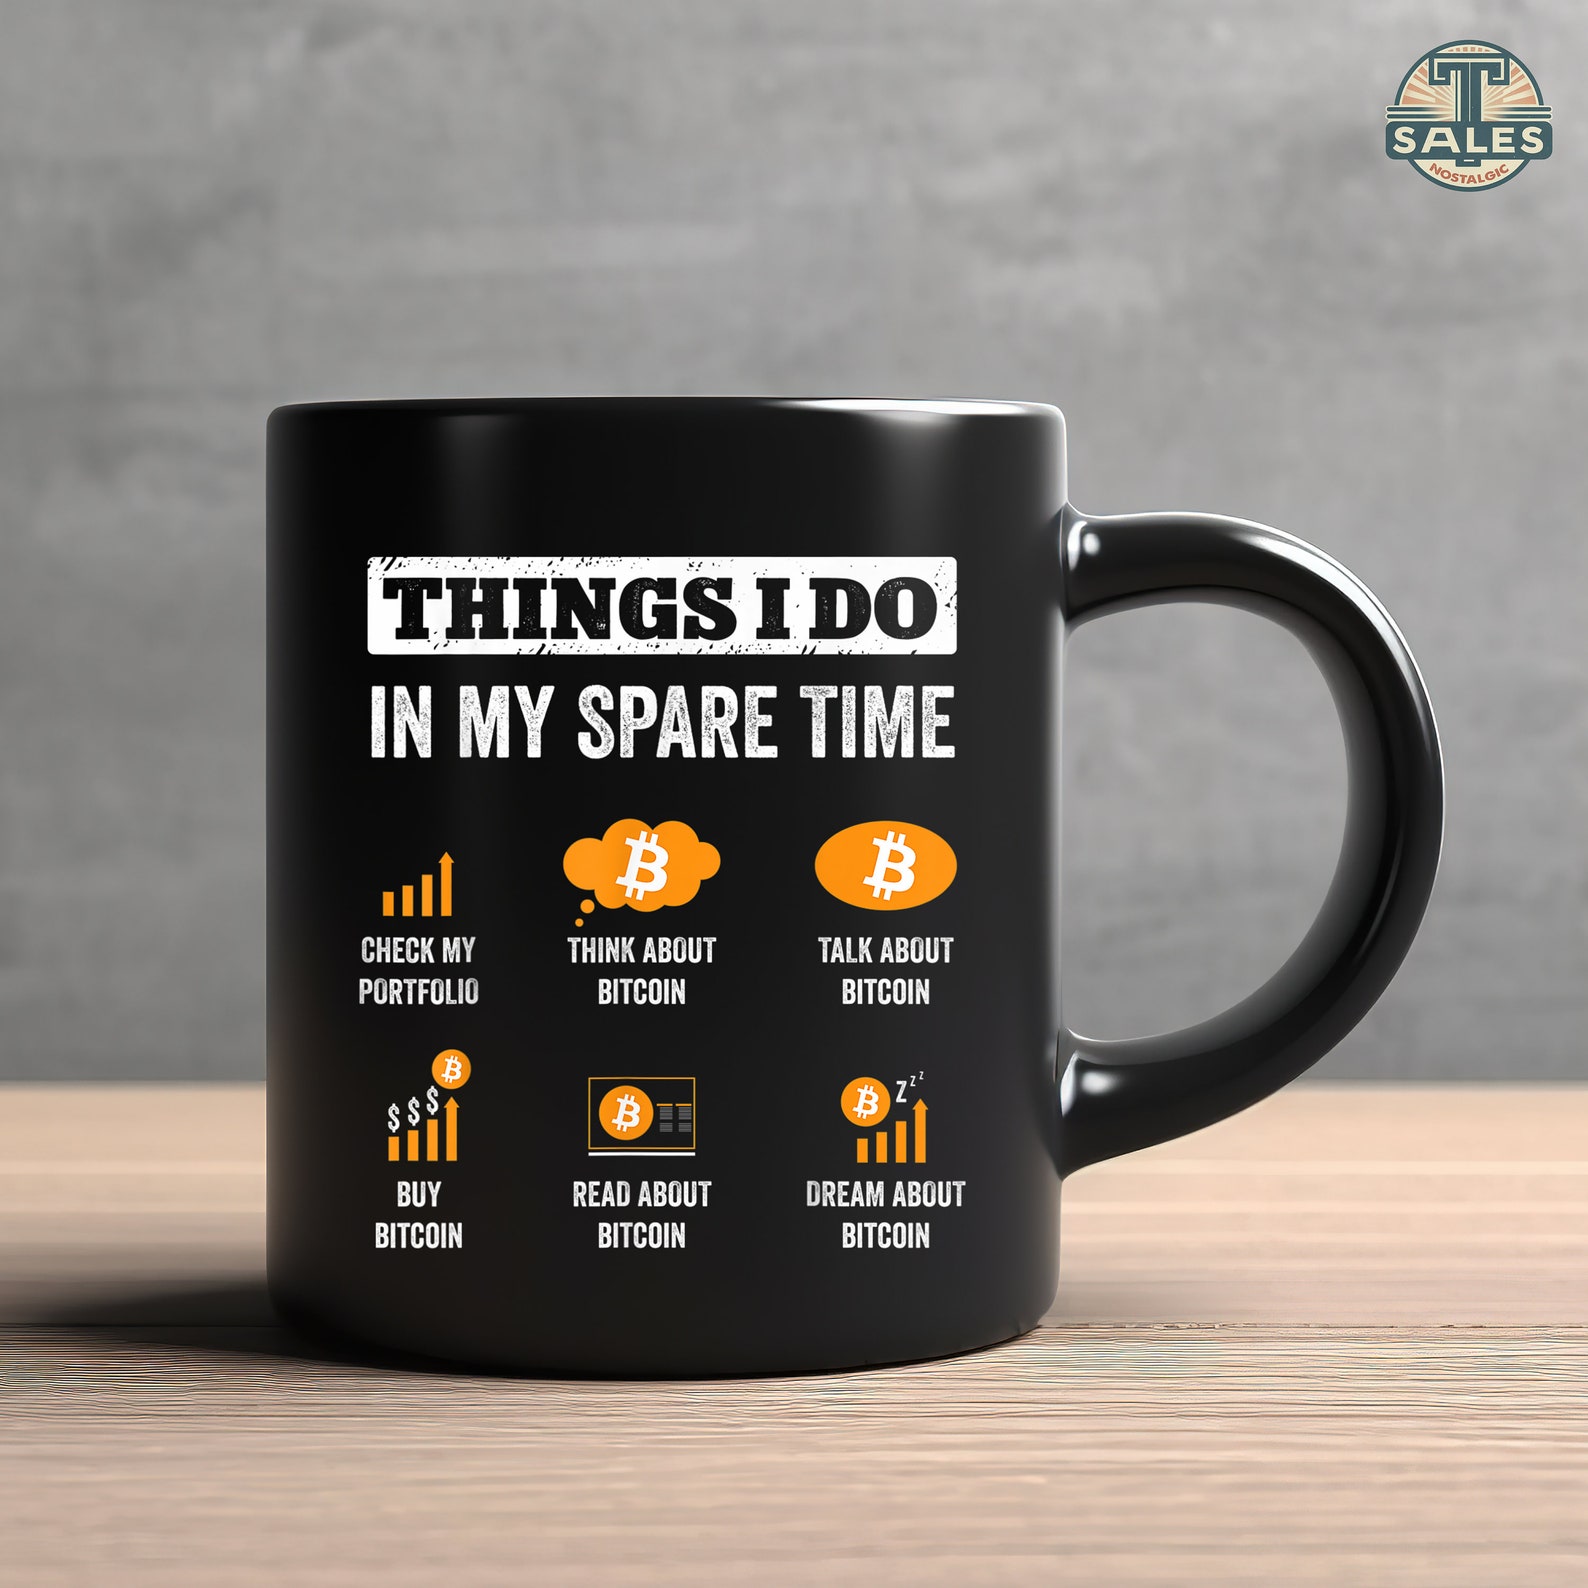 T
SALES
NOSTALGIC
THINGS I DO
IN MY SPARE TIME
CHECK MY
PORTFOLIO
THINK ABOUT
BITCOIN
TALK ABOUT
BITCOIN
$ $ $
BUY
BITCOIN
READ ABOUT
BITCOIN
Z z z
DREAM ABOUT
BITCOIN